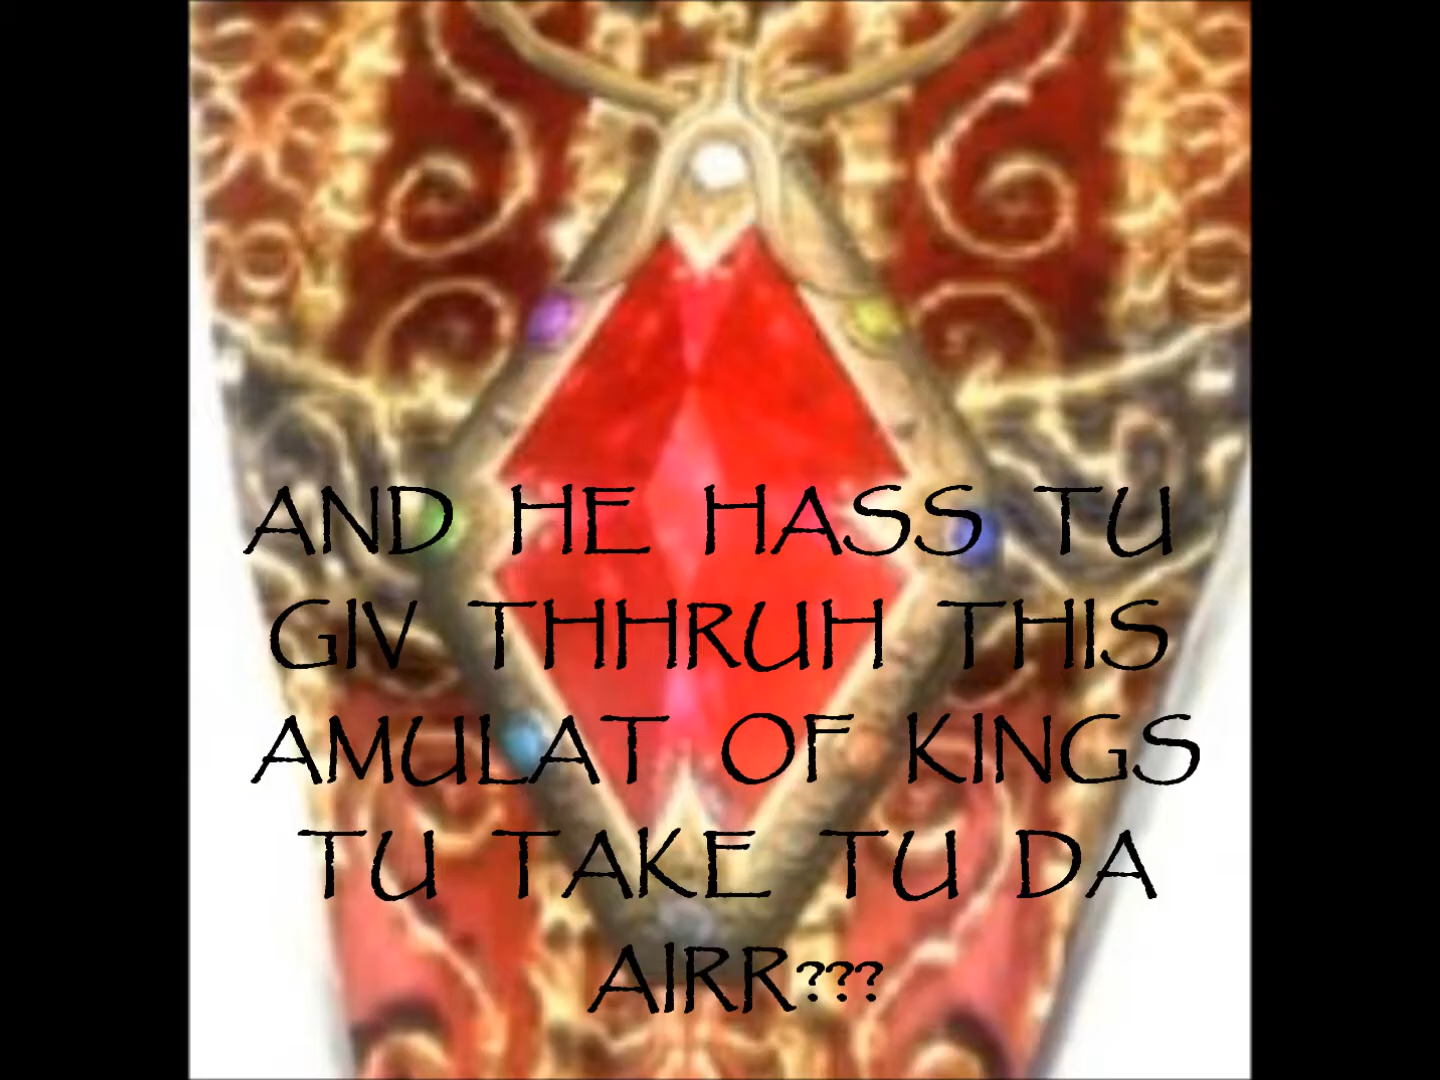 AND HE HASS TU
GIV THHRUH THIS
AMULAT OF KINGS
TU TAKE TU DA
AIRR???